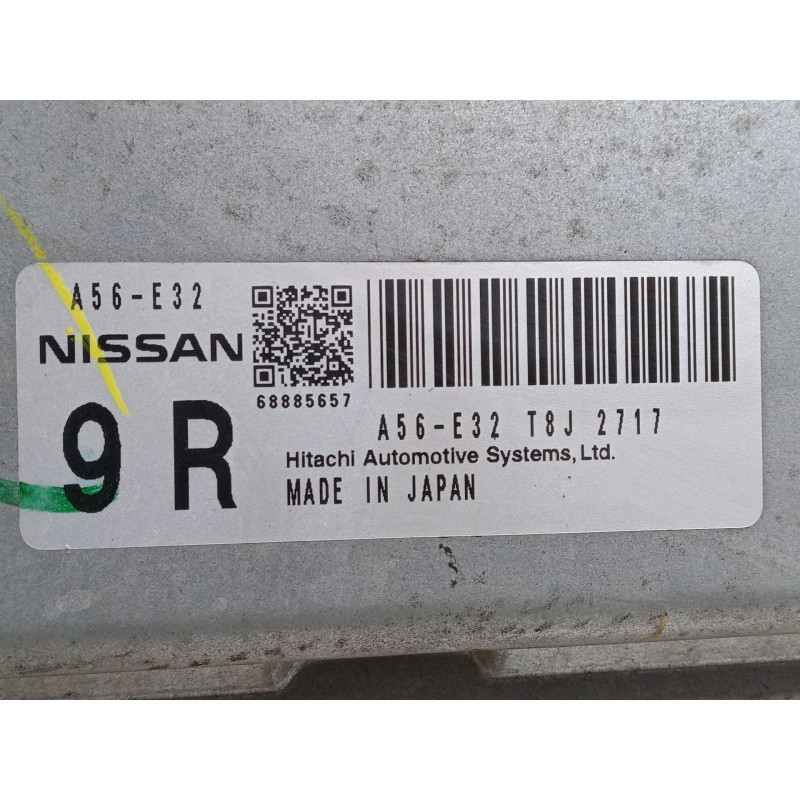 A56-E32
NISSAN
68885657
9 R
A56-E32 T8J 2717
Hitachi Automotive Systems, Ltd.
MADE IN JAPAN